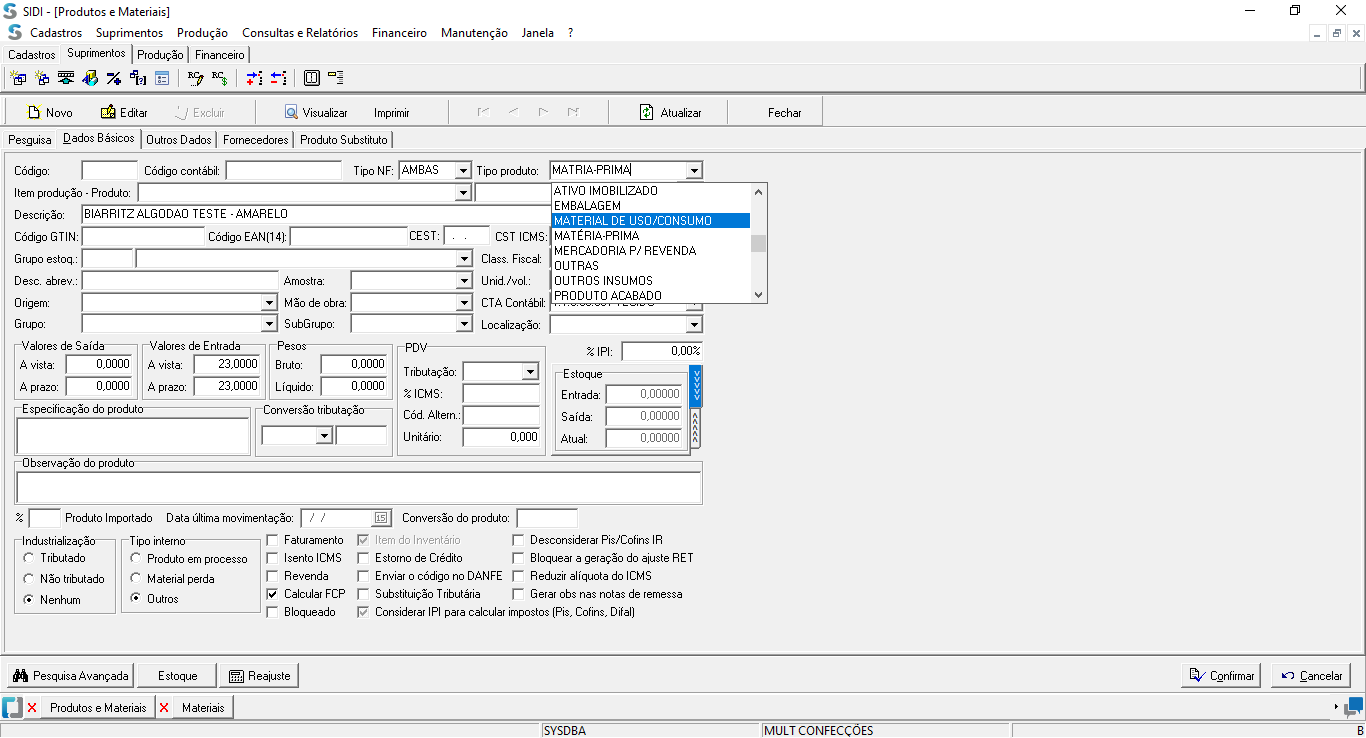 SIDI - [Produtos e Materiais]
Cadastros Suprimentos Produção Consultas e Relatórios Financeiro Manutenção Janela ?
Cadastros Suprimentos Produção Financeiro
Novo Editar Excluir Visualizar Imprimir Atualizar Fechar
Pesquisa Dados Básicos Outros Dados Fornecedores Produto Substituto
Código: Código contábil: Tipo NF: AMBAS Tipo produto: MATRIA-PRIMA
Item produção - Produto:
ATIVO IMOBILIZADO
EMBALAGEM
MATERIAL DE USO/CONSUMO
MATÉRIA-PRIMA
MERCADORIA P/ REVENDA
OUTRAS
OUTROS INSUMOS
PRODUTO ACABADO
Descrição: BIARRITZ ALGODAO TESTE - AMARELO
Código GTIN: Código EAN(14): CEST: . . CST ICMS:
Grupo estoq.: Class. Fiscal:
Desc. abrev.: Amostra: Unid./vol.:
Origem: Mão de obra: CTA Contábil:
Grupo: SubGrupo: Localização:
Valores de Saída Valores de Entrada Pesos PDV % IPI: 0,00%
A vista: 0,0000 A vista: 23,0000 Bruto: 0,0000 Tributação:
A prazo: 0,0000 A prazo: 23,0000 Líquido: 0,0000 % ICMS:
Estoque
Entrada: 0,00000
Saída: 0,00000
Atual: 0,00000
Especificação do produto Conversão tributação Cód. Altern.:
Unitário: 0,000
Observação do produto
% Produto Importado Data última movimentação: / / 15 Conversão do produto:
Industrialização Tipo interno
Tributado Produto em processo
Não tributado Material perda
Nenhum Outros
Faturamento Item do Inventário Desconsiderar Pis/Cofins IR
Isento ICMS Estorno de Crédito Bloquear a geração do ajuste RET
Revenda Enviar o código no DANFE Reduzir alíquota do ICMS
Calcular FCP Substituição Tributária Gerar obs nas notas de remessa
Bloqueado Considerar IPI para calcular impostos (Pis, Cofins, Difal)
Pesquisa Avançada Estoque Reajuste Confirmar Cancelar
Produtos e Materiais Materiais
SYSDBA MULT CONFECÇÕES B